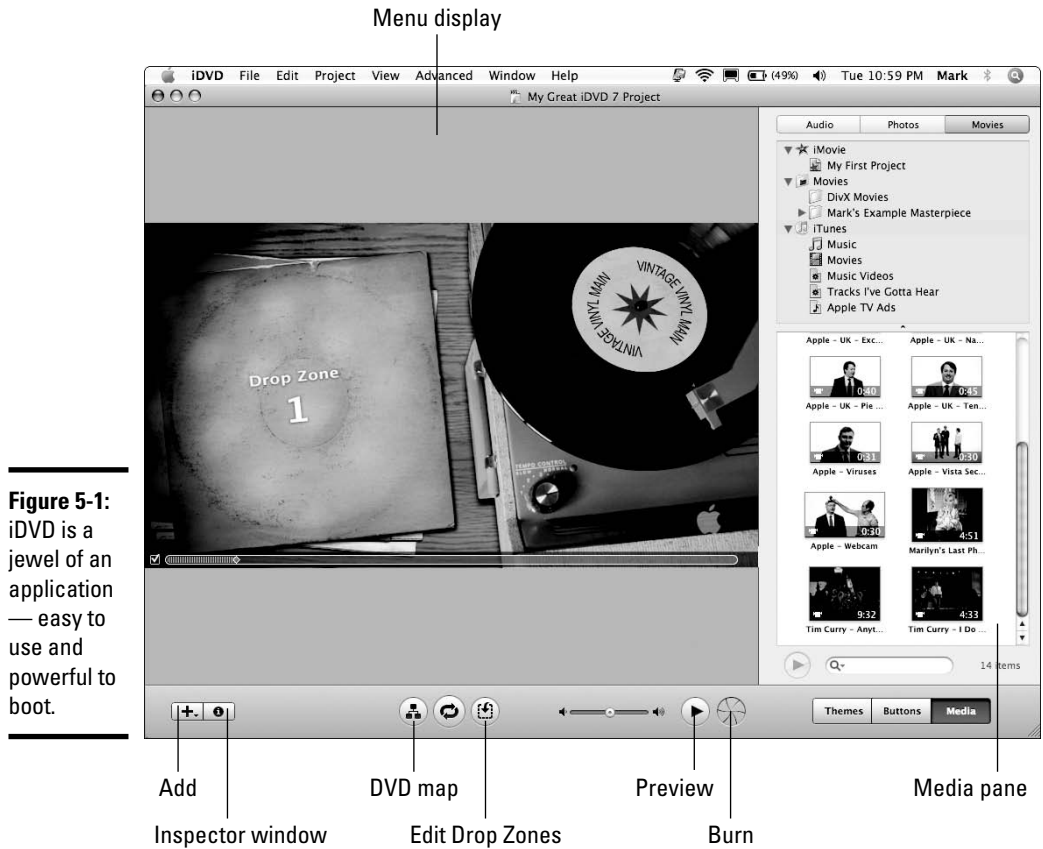 Menu display
iDVD File Edit Project View Advanced Window Help (49%) Tue 10:59 PM Mark
My Great iDVD 7 Project
Audio Photos Movies
iMovie
My First Project
Movies
DivX Movies
Mark's Example Masterpiece
iTunes
Music
Movies
Music Videos
Tracks I've Gotta Hear
Apple TV Ads
VINTAGE VINYL MAIN VINTAGE VINYL MAIN
Drop Zone
1
TEMPO CONTROL
Apple – UK – Exc... Apple – UK – Na...
0:40 0:45
Apple – UK – Pie ... Apple – UK – Ten...
0:31 0:30
Apple – Viruses Apple – Vista Sec...
0:30 4:51
Apple – Webcam Marilyn's Last Ph...
9:32 4:33
Tim Curry – Anyt... Tim Curry – I Do ...
14 items
Themes Buttons Media
Figure 5-1:
iDVD is a
jewel of an
application
— easy to
use and
powerful to
boot.
Add DVD map Preview Media pane
Inspector window Edit Drop Zones Burn